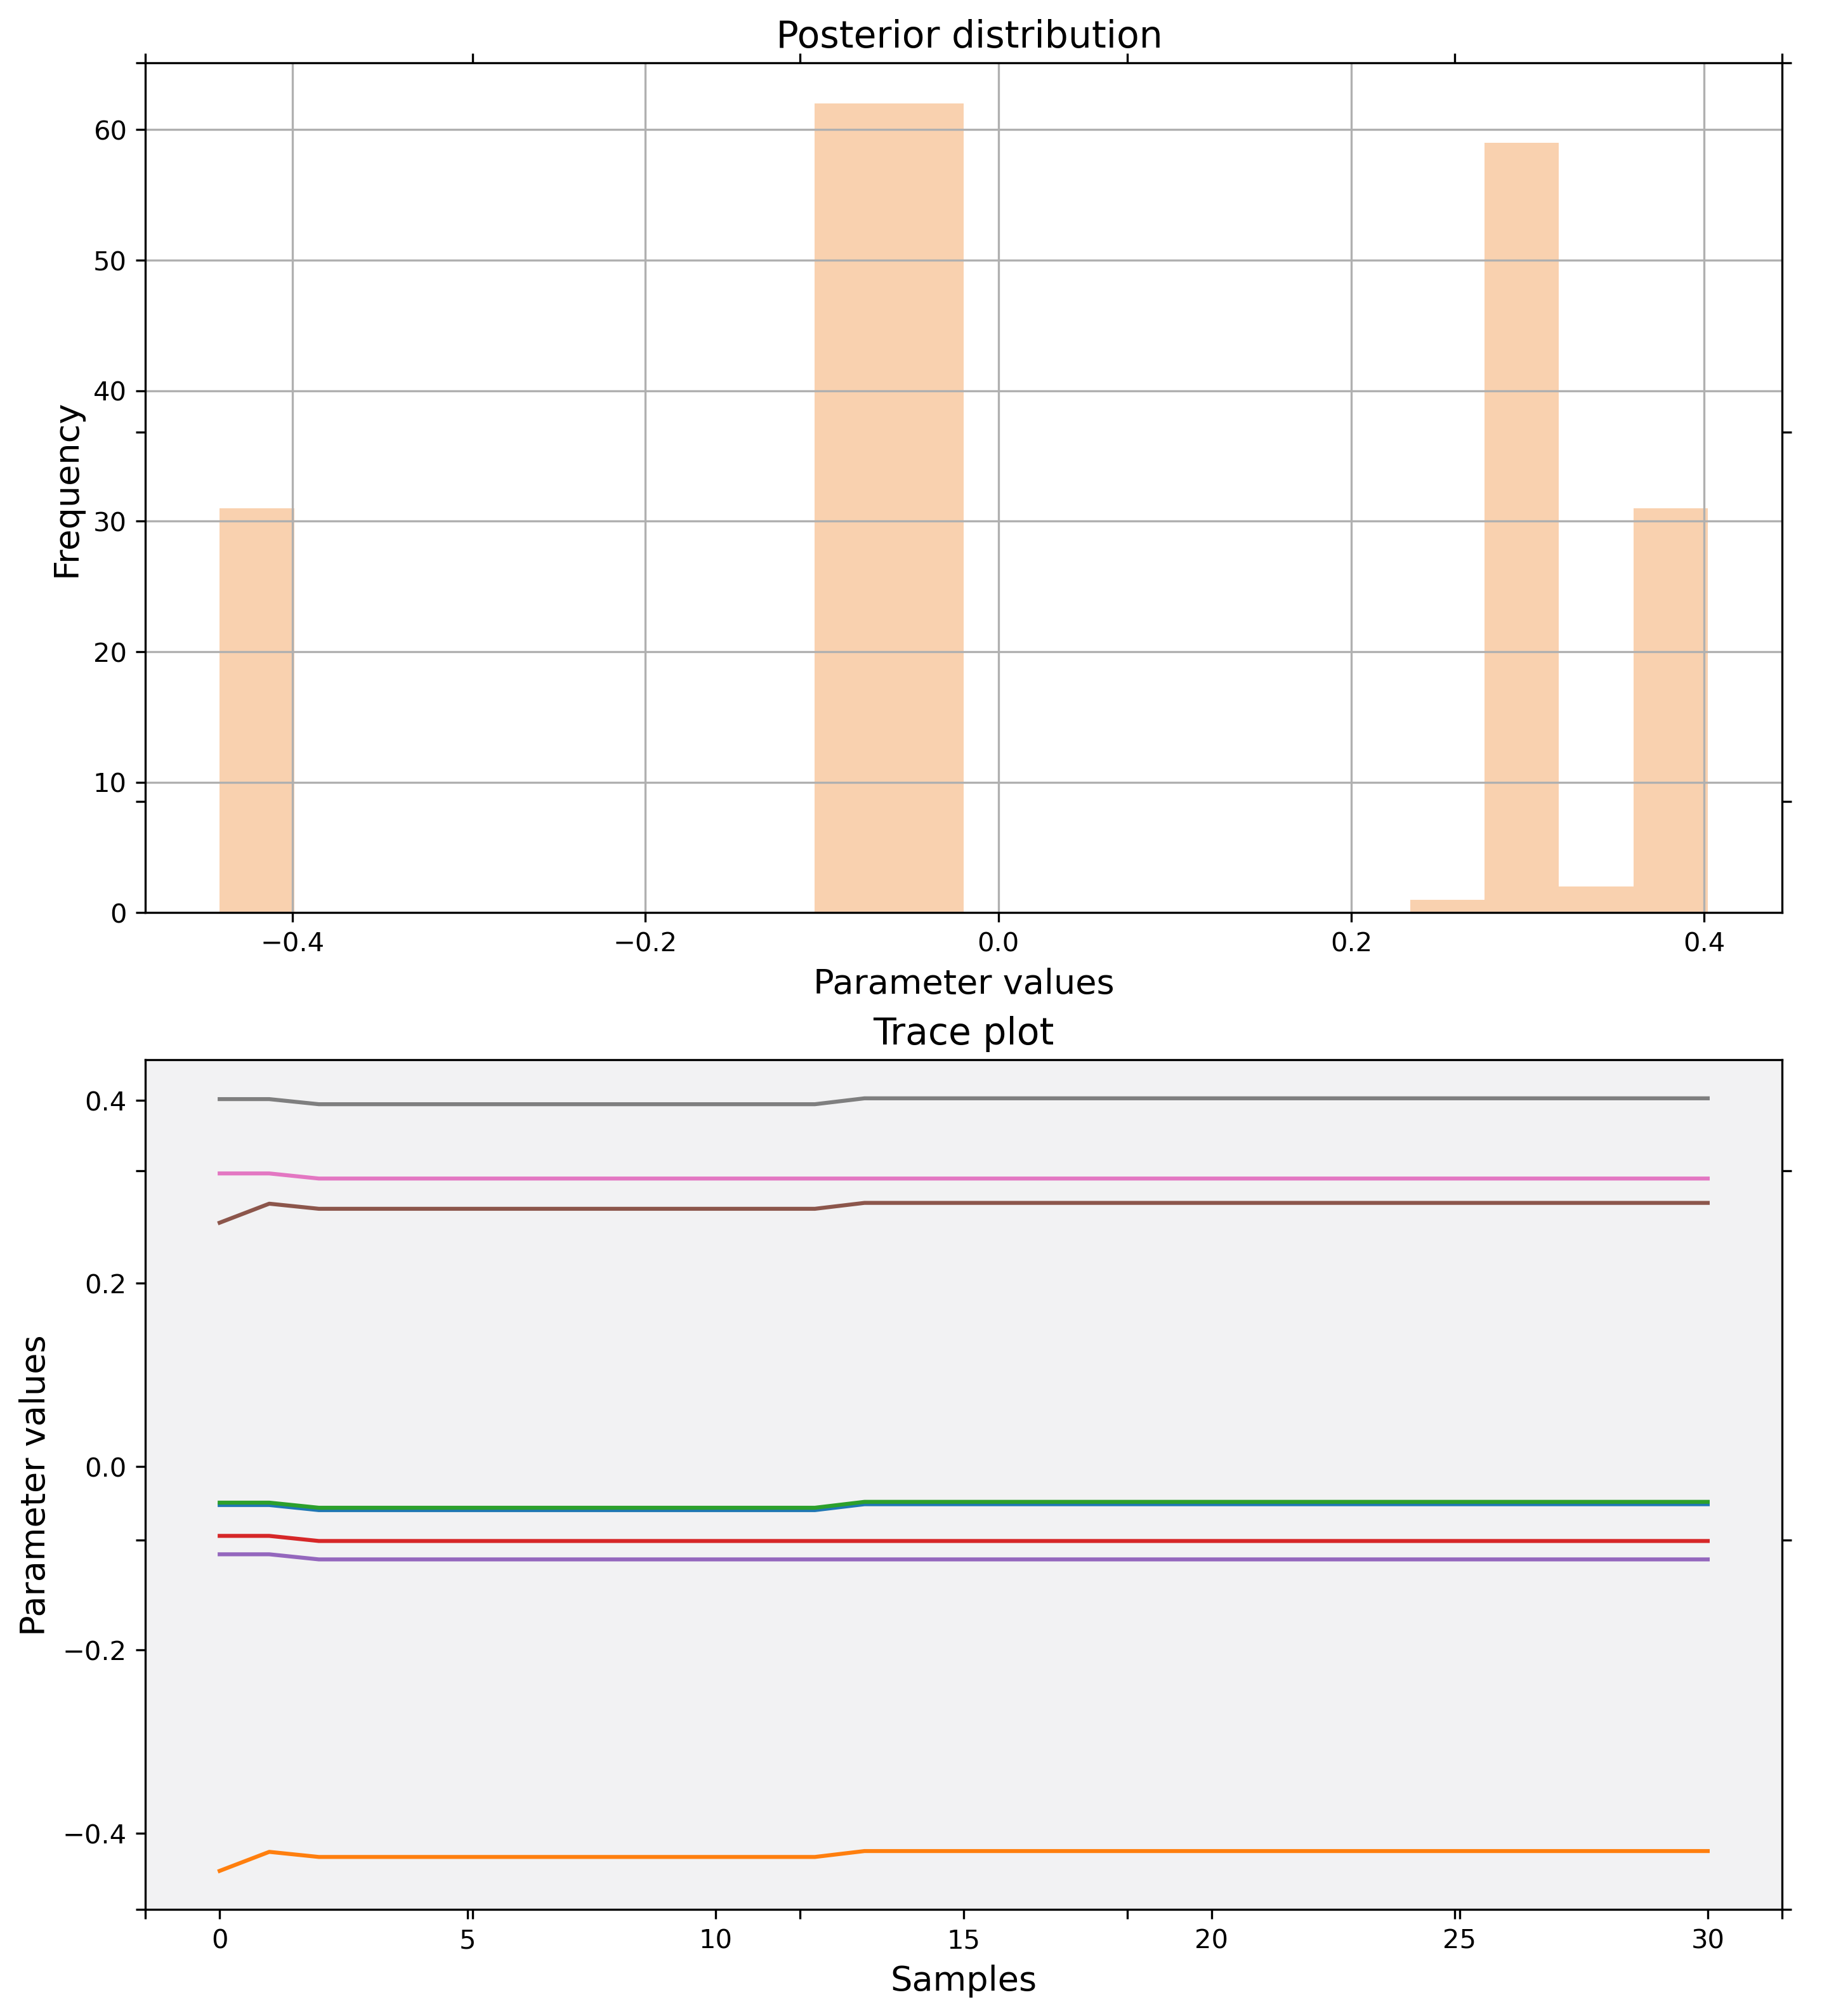 Posterior distribution
60
50
40
30
20
10
0
Frequency
−0.4 −0.2 0.0 0.2 0.4
Parameter values
Trace plot
0.4
0.2
0.0
−0.2
−0.4
Parameter values
0 5 10 15 20 25 30
Samples